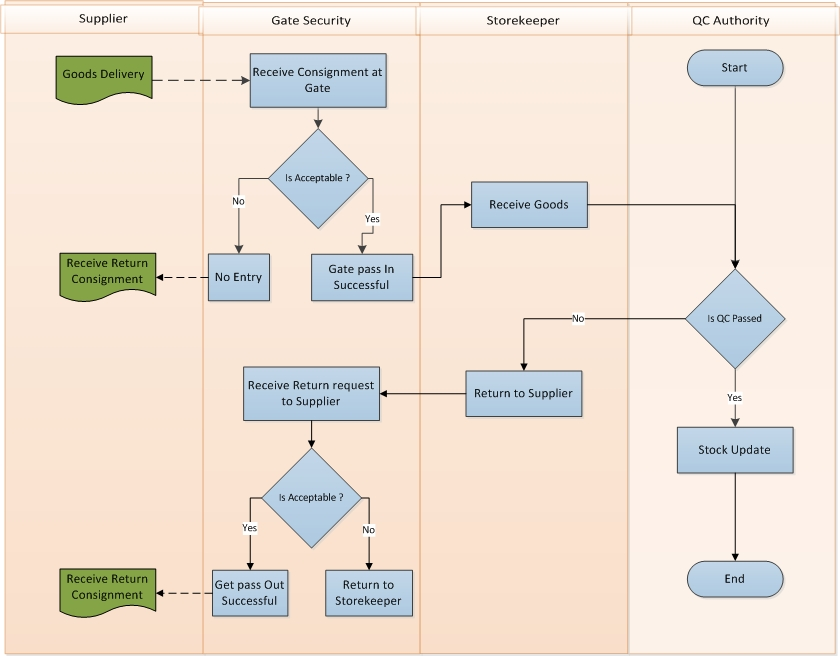 Supplier
Gate Security
Storekeeper
QC Authority
Goods Delivery
Receive Consignment at
Gate
Start
Is Acceptable ?
No
Yes
Receive Goods
Receive Return
Consignment
No Entry
Gate pass In
Successful
Is QC Passed
No
Yes
Receive Return request
to Supplier
Return to Supplier
Stock Update
Is Acceptable ?
Yes
No
Receive Return
Consignment
Get pass Out
Successful
Return to
Storekeeper
End